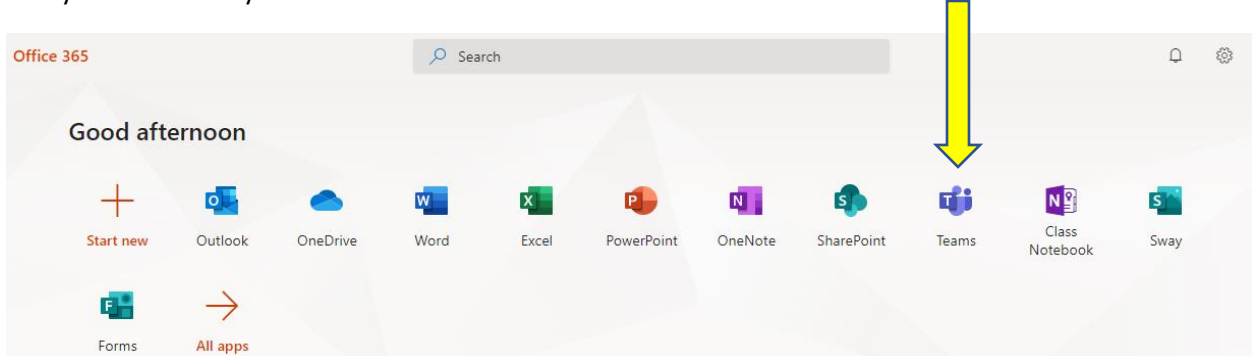 Office 365
Search
Good afternoon
Start new
Outlook
OneDrive
Word
Excel
PowerPoint
OneNote
SharePoint
Teams
Class
Notebook
Sway
Forms
All apps